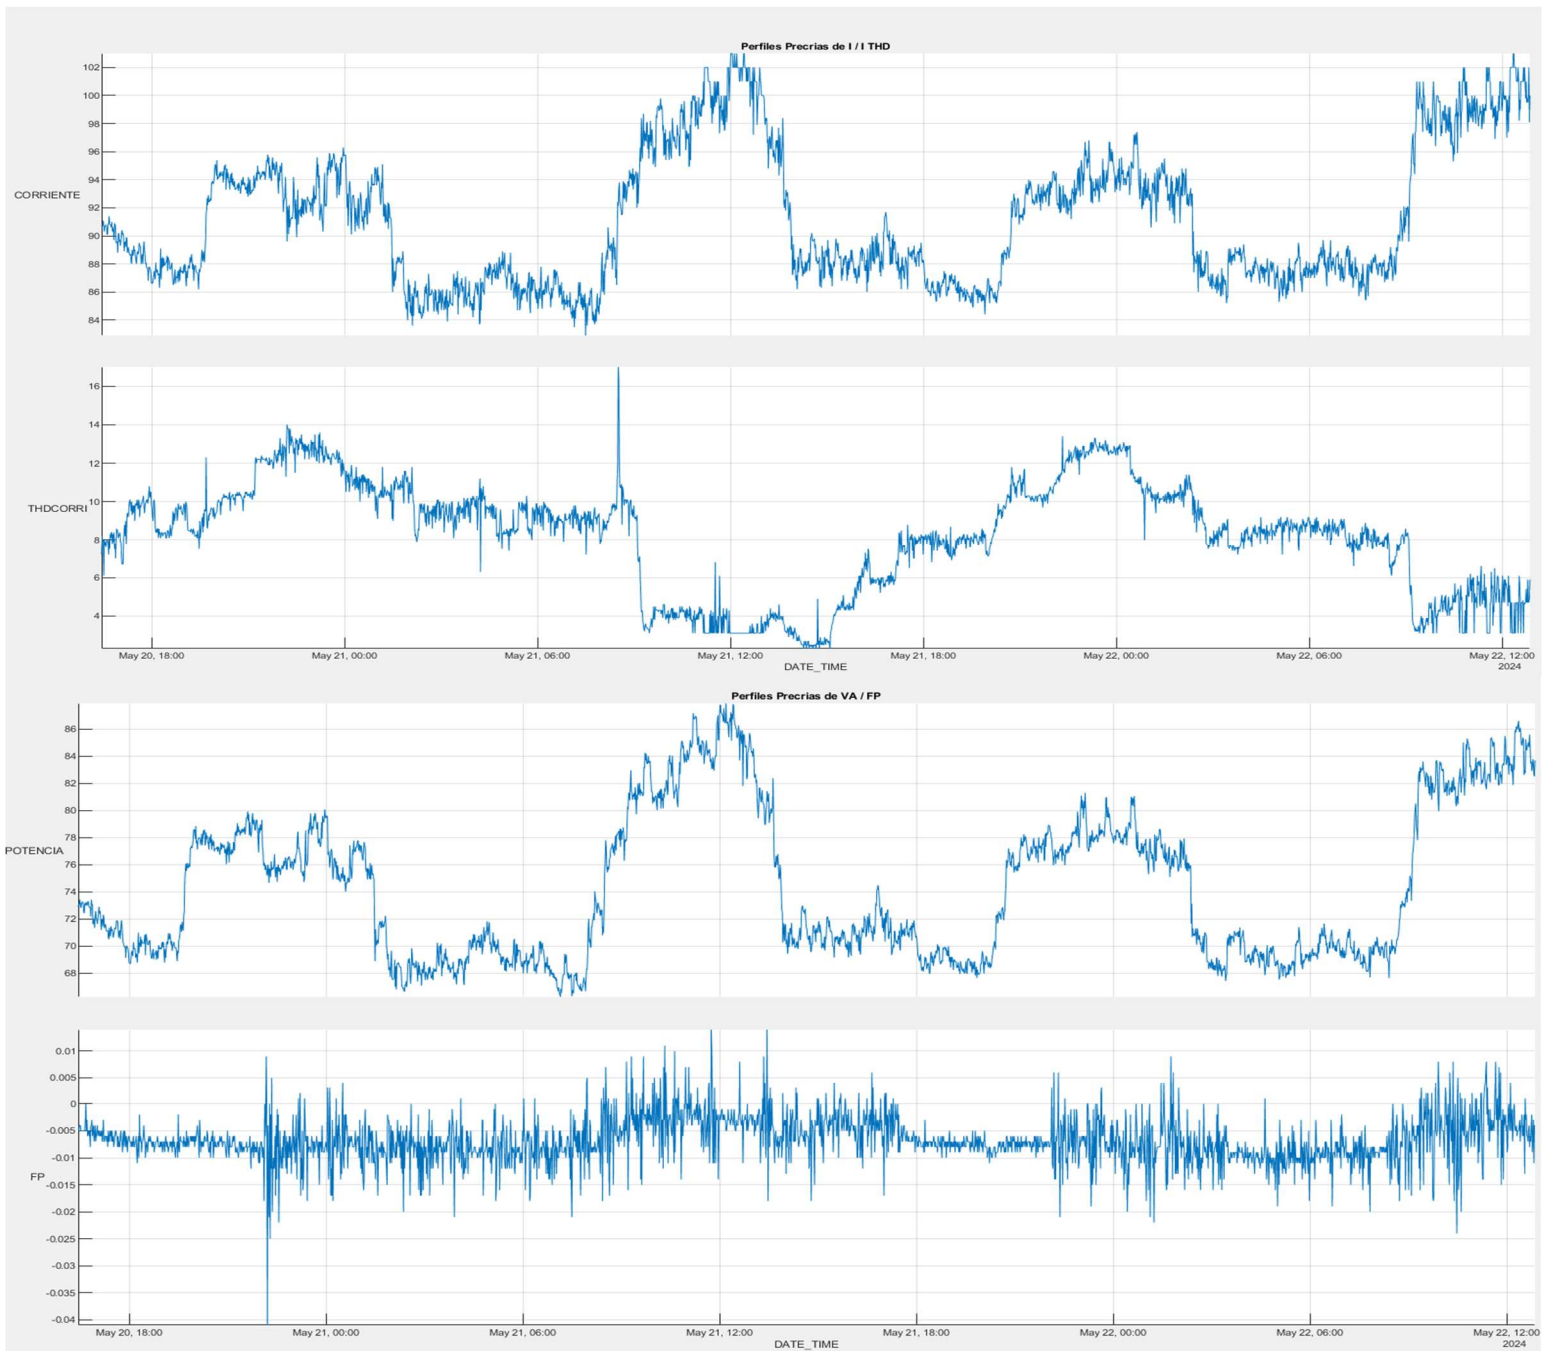 Perfiles Precrias de I / I THD
102
100
98
96
94
CORRIENTE
92
90
88
86
84
16
14
12
THDCORRI
10
8
6
4
May 20, 18:00
May 21, 00:00
May 21, 06:00
May 21, 12:00
May 21, 18:00
May 22, 00:00
May 22, 06:00
May 22, 12:00
DATE_TIME
2024
Perfiles Precrias de VA / FP
86
84
82
80
78
POTENCIA
76
74
72
70
68
0.01
0.005
0
-0.005
-0.01
FP
-0.015
-0.02
-0.025
-0.03
-0.035
-0.04
May 20, 18:00
May 21, 00:00
May 21, 06:00
May 21, 12:00
May 21, 18:00
May 22, 00:00
May 22, 06:00
May 22, 12:00
DATE_TIME
2024